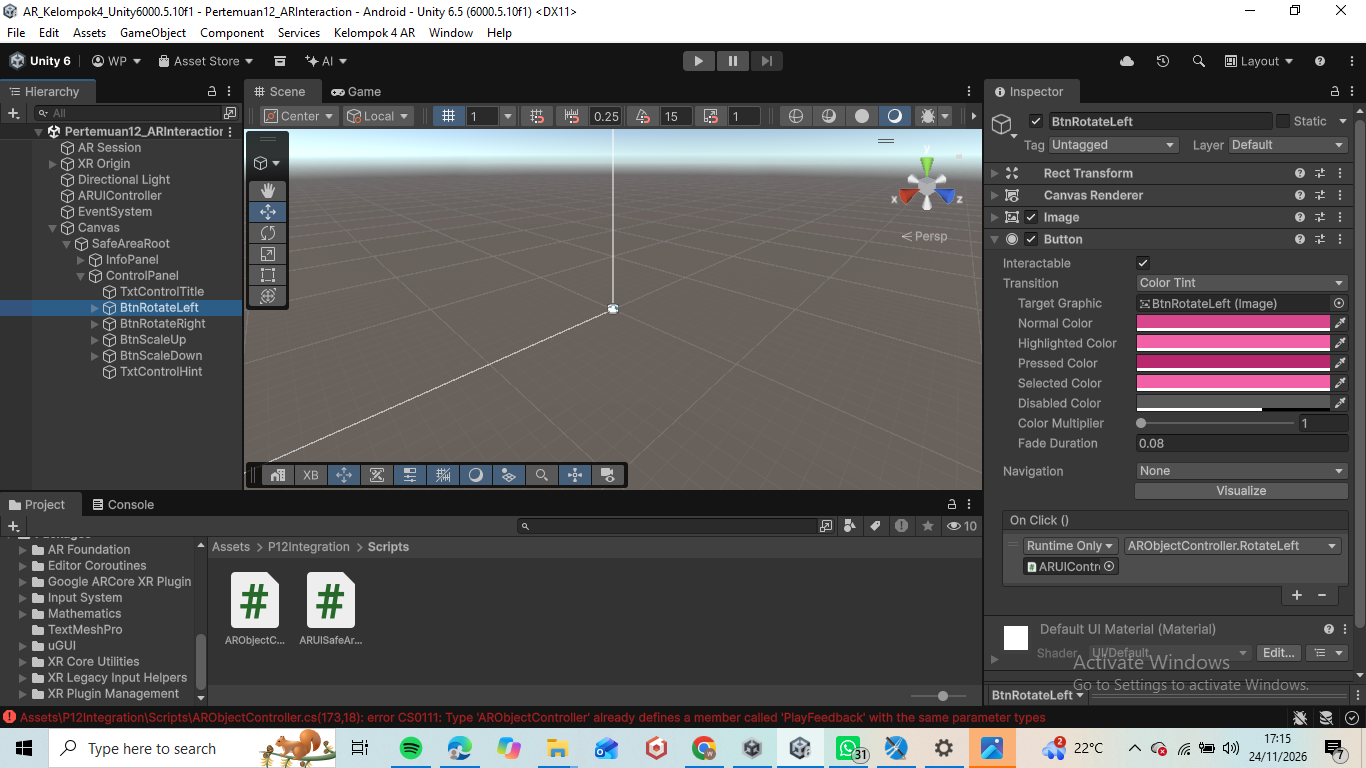 AR_Kelompok4_Unity6000.5.10f1 - Pertemuan12_ARInteraction - Android - Unity 6.5 (6000.5.10f1) <DX11>
File Edit Assets GameObject Component Services Kelompok 4 AR Window Help
Unity 6 WP Asset Store AI Layout
Hierarchy
All
Pertemuan12_ARInteraction
AR Session
XR Origin
Directional Light
ARUIController
EventSystem
Canvas
SafeAreaRoot
InfoPanel
ControlPanel
TxtControlTitle
BtnRotateLeft
BtnRotateRight
BtnScaleUp
BtnScaleDown
TxtControlHint
Scene Game
Center Local 1 0.25 15 1
y
x z
Persp
XB
Inspector
BtnRotateLeft Static
Tag Untagged Layer Default
Rect Transform
Canvas Renderer
Image
Button
Interactable
Transition Color Tint
Target Graphic BtnRotateLeft (Image)
Normal Color
Highlighted Color
Pressed Color
Selected Color
Disabled Color
Color Multiplier 1
Fade Duration 0.08
Navigation None
Visualize
On Click ()
Runtime Only ARObjectController.RotateLeft
ARUIContr
Default UI Material (Material)
Shader UI/Default Edit...
Activate Windows
Go to Settings to activate Windows.
BtnRotateLeft
Project Console
10
Packages
AR Foundation
Editor Coroutines
Google ARCore XR Plugin
Input System
Mathematics
TextMeshPro
uGUI
XR Core Utilities
XR Legacy Input Helpers
XR Plugin Management
Assets > P12Integration > Scripts
#
#
ARObjectC...
ARUISafeAr...
Assets\P12Integration\Scripts\ARObjectController.cs(173,18): error CS0111: Type 'ARObjectController' already defines a member called 'PlayFeedback' with the same parameter types
Type here to search
31
2
22°C
17:15
24/11/2026
7